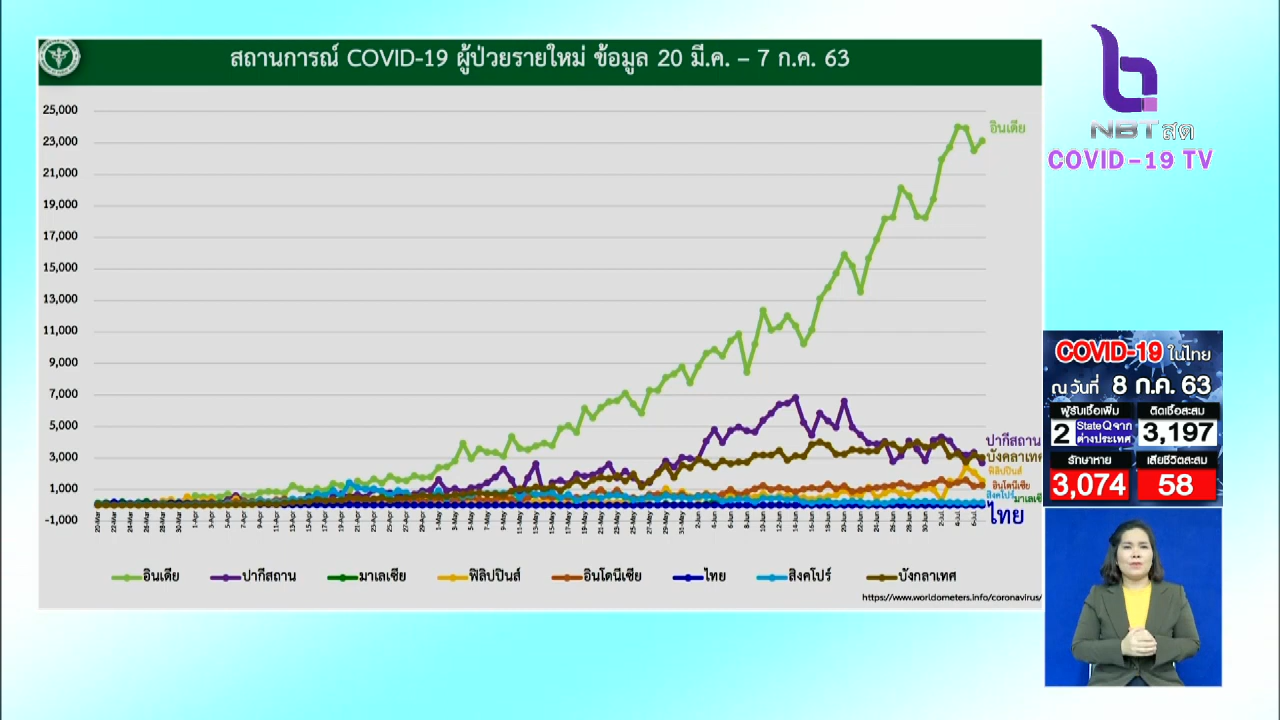 สถานการณ์ COVID-19 ผู้ป่วยรายใหม่ ข้อมูล 20 มี.ค. – 7 ก.ค. 63
25,000
23,000
21,000
19,000
17,000
15,000
13,000
11,000
9,000
7,000
5,000
3,000
1,000
-1,000
อินเดีย
ปากีสถาน
บังคลาเทศ
ฟิลิปปินส์
อินโดนีเซีย
สิงคโปร์
มาเลเซีย
ไทย
อินเดีย ปากีสถาน มาเลเซีย ฟิลิปปินส์ อินโดนีเซีย ไทย สิงคโปร์ บังกลาเทศ
https://www.worldometers.info/coronavirus/
NBT สด
COVID-19 TV
COVID-19 ในไทย
ณ วันที่ 8 ก.ค. 63
ผู้รับเชื้อเพิ่ม ติดเชื้อสะสม
2 State Q จาก ต่างประเทศ 3,197
รักษาหาย เสียชีวิตสะสม
3,074 58